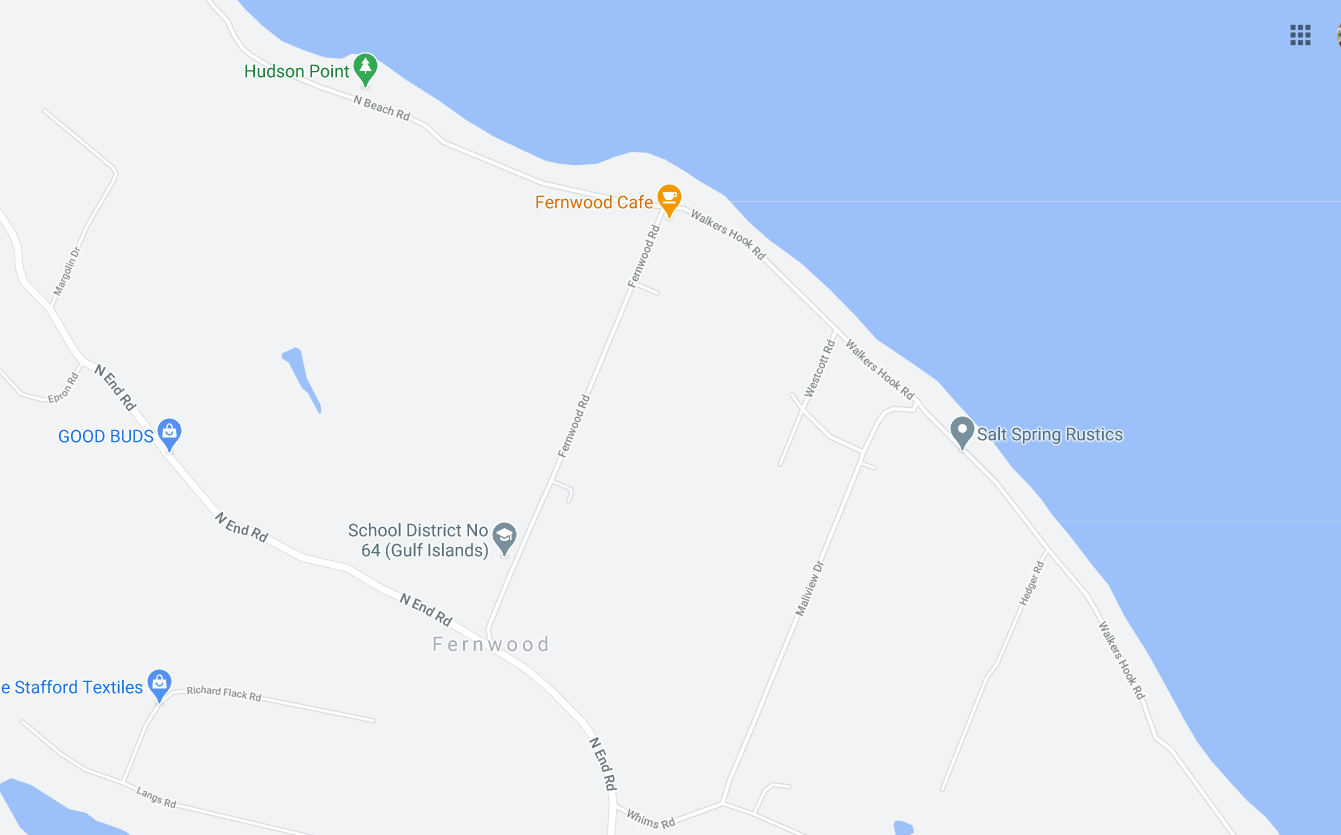 Hudson Point
N Beach Rd
Fernwood Cafe
Walkers Hook Rd
Fernwood Rd
Margolin Dr
Westcott Rd
Walkers Hook Rd
N End Rd
Epron Rd
Fernwood Rd
GOOD BUDS
Salt Spring Rustics
N End Rd
School District No
64 (Gulf Islands)
Maliview Dr
Hedger Rd
N End Rd
Fernwood
Walkers Hook Rd
e Stafford Textiles
Richard Flack Rd
N End Rd
Langs Rd
Whims Rd